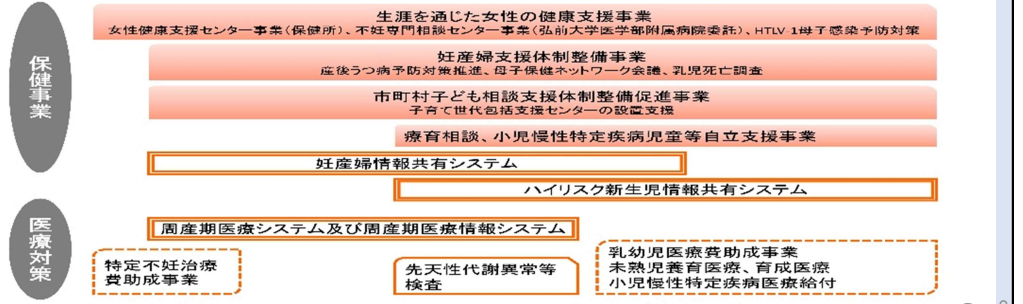 生涯を通じた女性の健康支援事業
女性健康支援センター事業（保健所）、不妊専門相談センター事業（弘前大学医学部附属病院委託）、HTLV-1母子感染予防対策
妊産婦支援体制整備事業
産後うつ病予防対策推進、母子保健ネットワーク会議、乳児死亡調査
市町村子ども相談支援体制整備促進事業
子育て世代包括支援センターの設置支援
療育相談、小児慢性特定疾病児童等自立支援事業
保健事業
妊産婦情報共有システム
ハイリスク新生児情報共有システム
医療対策
周産期医療システム及び周産期医療情報システム
特定不妊治療
費助成事業
先天性代謝異常等
検査
乳幼児医療費助成事業
未熟児養育医療、育成医療
小児慢性特定疾病医療給付